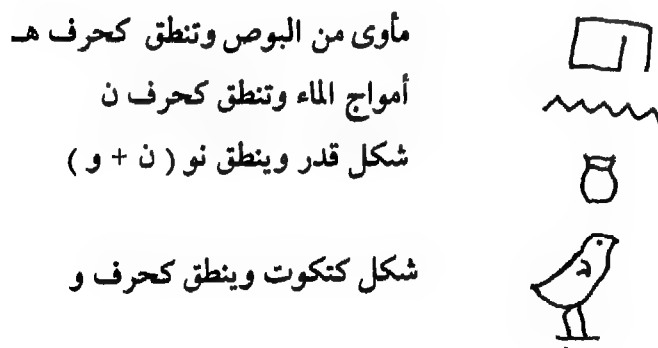 مأوى من البوص وتنطق كحرف هـ
أمواج الماء وتنطق كحرف ن
شكل قدر وينطق نو ( ن + و )
شكل كتكوت وينطق كحرف و